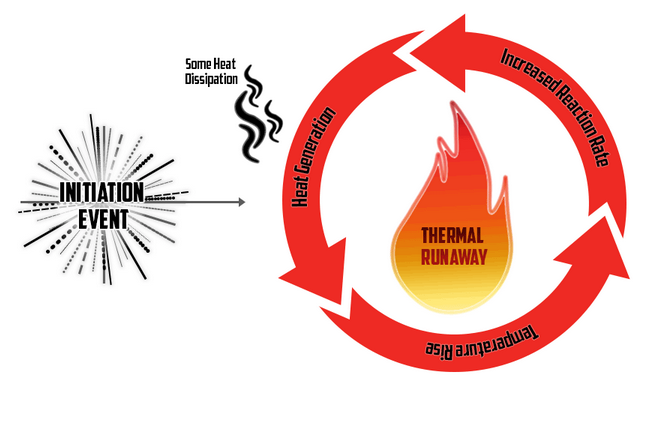 Some Heat
Dissipation
INITIATION
EVENT
Heat Generation
Increased Reaction Rate
THERMAL
RUNAWAY
Temperature Rise